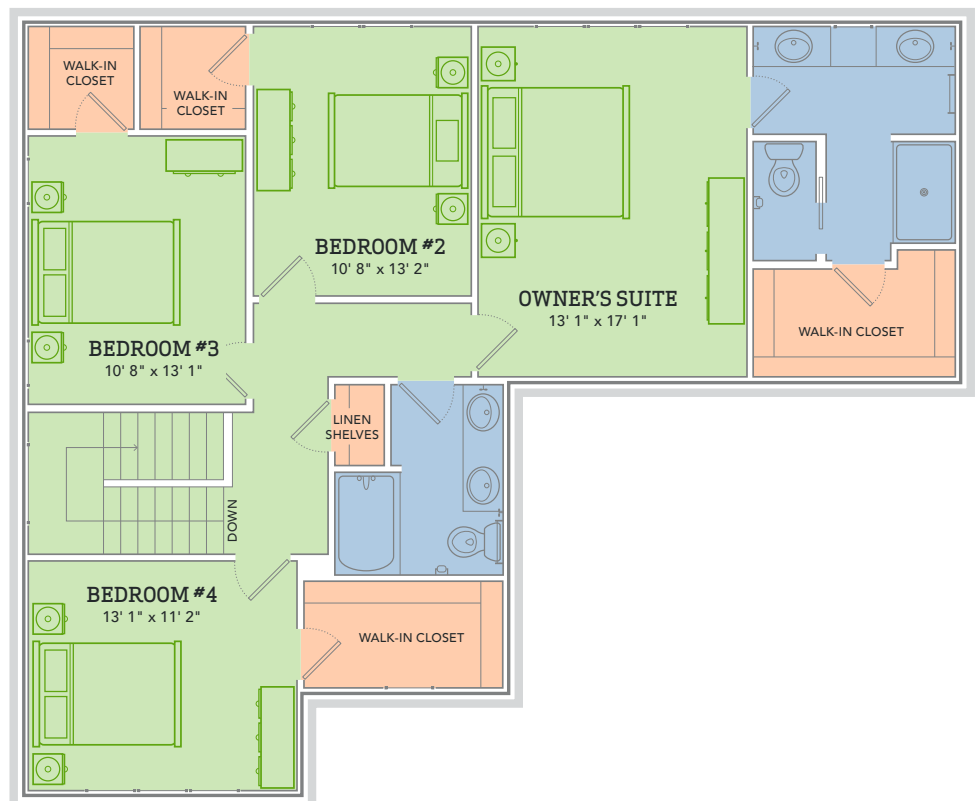 WALK-IN
CLOSET
WALK-IN
CLOSET
BEDROOM #2
10' 8" x 13' 2"
OWNER'S SUITE
13' 1" x 17' 1"
WALK-IN CLOSET
BEDROOM #3
10' 8" x 13' 1"
LINEN
SHELVES
DOWN
BEDROOM #4
13' 1" x 11' 2"
WALK-IN CLOSET